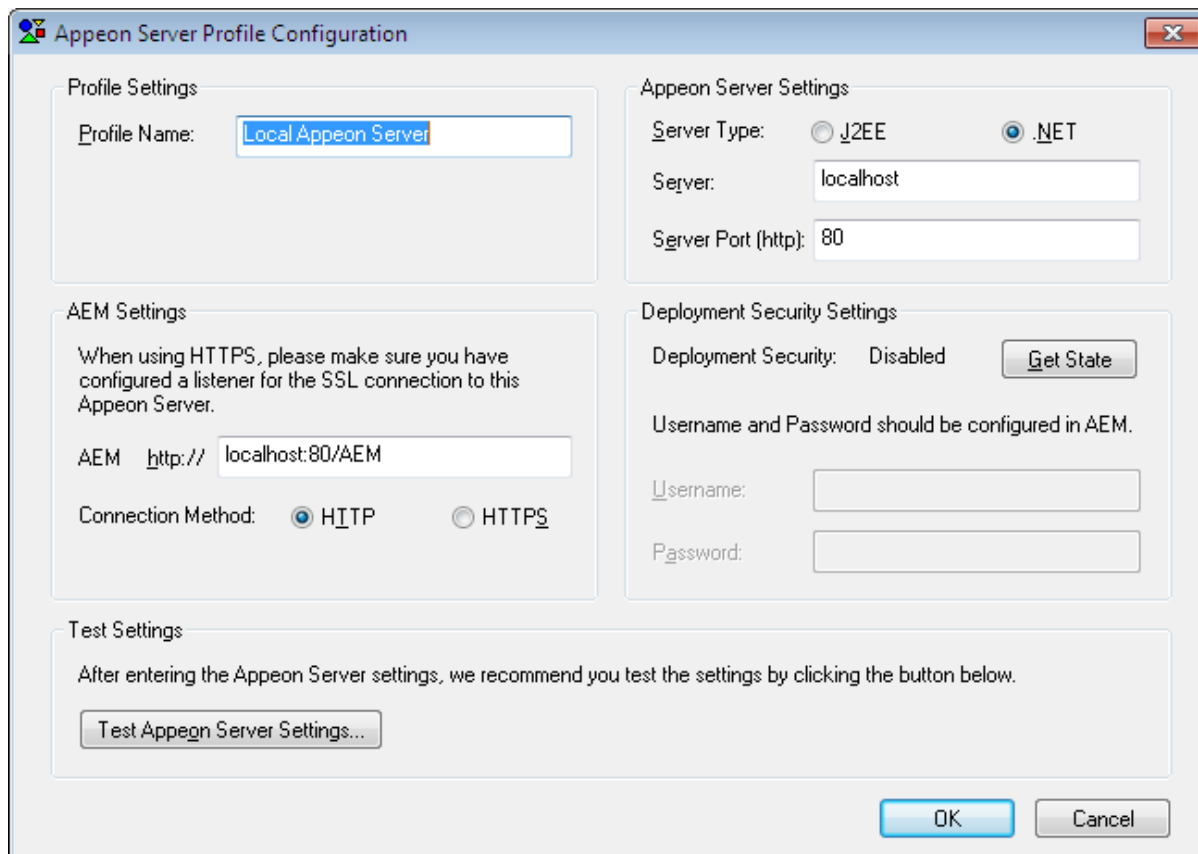 Appeon Server Profile Configuration
Profile Settings
Profile Name: Local Appeon Server
Appeon Server Settings
Server Type: J2EE .NET
Server: localhost
Server Port (http): 80
AEM Settings
When using HTTPS, please make sure you have
configured a listener for the SSL connection to this
Appeon Server.
AEM http:// localhost:80/AEM
Connection Method: HTTP HTTPS
Deployment Security Settings
Deployment Security: Disabled Get State
Username and Password should be configured in AEM.
Username:
Password:
Test Settings
After entering the Appeon Server settings, we recommend you test the settings by clicking the button below.
Test Appeon Server Settings...
OK Cancel